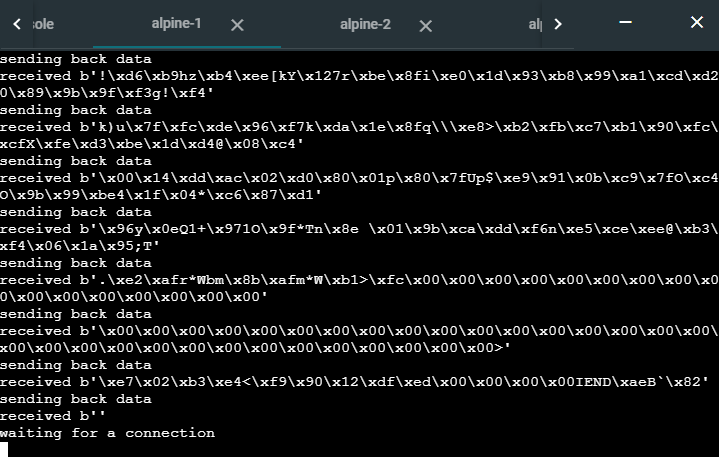 sole
alpine-1
alpine-2
alp
sending back data
received b'!\xd6\xb9hz\xb4\xee[kY\x127r\xbe\x8fi\xe0\x1d\x93\xb8\x99\xa1\xcd\xd2
0\x89\x9b\x9f\xf3g!\xf4'
sending back data
received b'k)u\x7f\xfc\xde\x96\xf7k\xda\x1e\x8fq\\\xe8>\xb2\xfb\xc7\xb1\x90\xfc\
xcfX\xfe\xd3\xbe\x1d\xd4@\x08\xc4'
sending back data
received b'\x00\x14\xdd\xac\x02\xd0\x80\x01p\x80\x7fUp$\xe9\x91\x0b\xc9\x7fO\xc4
O\x9b\x99\xbe4\x1f\x04*\xc6\x87\xd1'
sending back data
received b'\x96y\x0eQ1+\x971O\x9f*Tn\x8e \x01\x9b\xca\xdd\xf6n\xe5\xce\xee@\xb3\
xf4\x06\x1a\x95;T'
sending back data
received b'.\xe2\xafr*Wbm\x8b\xafm*W\xb1>\xfc\x00\x00\x00\x00\x00\x00\x00\x00\x0
0\x00\x00\x00\x00\x00\x00\x00'
sending back data
received b'\x00\x00\x00\x00\x00\x00\x00\x00\x00\x00\x00\x00\x00\x00\x00\x00\x00\
x00\x00\x00\x00\x00\x00\x00\x00\x00\x00\x00\x00\x00\x00>'
sending back data
received b'\xe7\x02\xb3\xe4<\xf9\x90\x12\xdf\xed\x00\x00\x00\x00IEND\xaeB`\x82'
sending back data
received b''
waiting for a connection